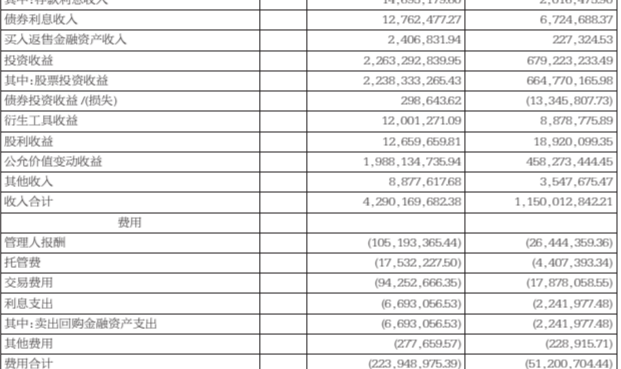 其中:存款利息收入
债券利息收入 12,762,477.27 6,724,688.37
买入返售金融资产收入 2,406,831.94 227,324.53
投资收益 2,263,292,839.95 679,223,233.49
其中:股票投资收益 2,238,333,265.43 664,770,165.98
债券投资收益/(损失) 298,643.62 (13,345,807.73)
衍生工具收益 12,001,271.09 8,878,775.89
股利收益 12,659,659.81 18,920,099.35
公允价值变动收益 1,988,134,735.94 458,273,444.45
其他收入 8,877,617.68 3,547,675.47
收入合计 4,290,169,682.38 1,150,012,842.21
费用
管理人报酬 (105,193,365.44) (26,444,359.36)
托管费 (17,532,227.50) (4,407,393.34)
交易费用 (94,252,666.35) (17,878,058.55)
利息支出 (6,693,056.53) (2,241,977.48)
其中:卖出回购金融资产支出 (6,693,056.53) (2,241,977.48)
其他费用 (277,659.57) (228,915.71)
费用合计 (223,948,975.39) (51,200,704.44)